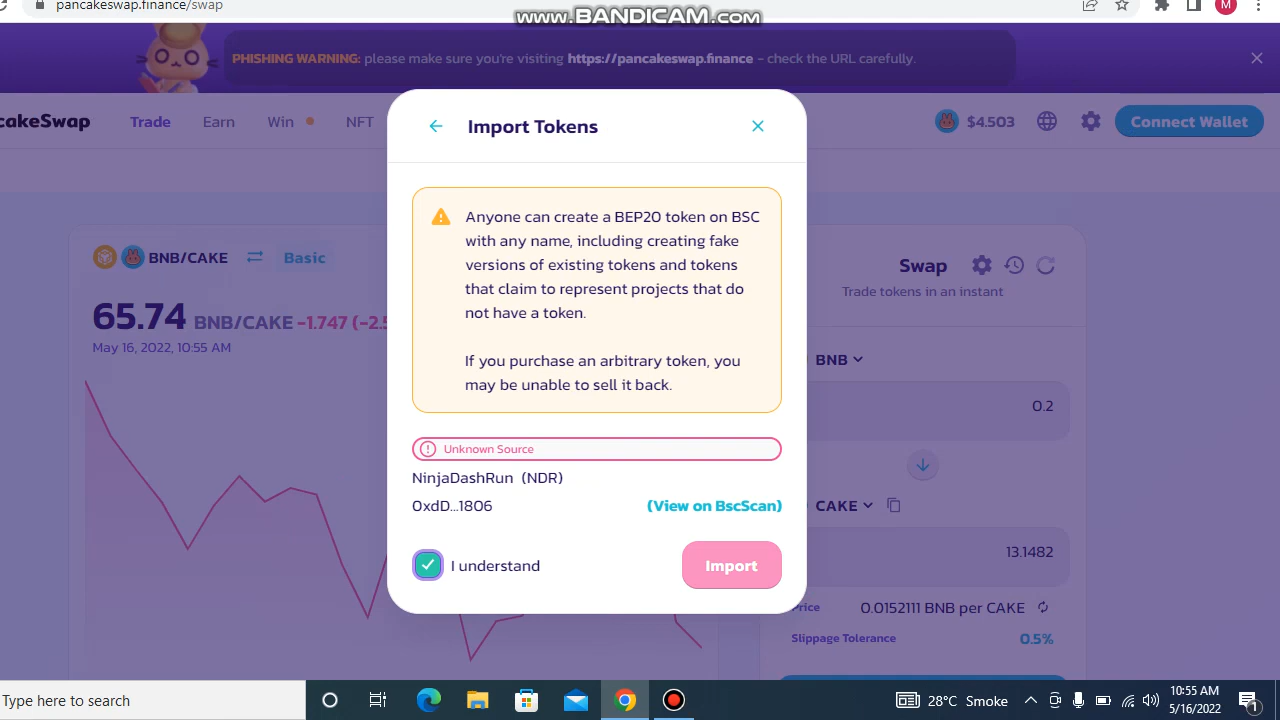 pancakeswap.finance/swap
www.BANDICAM.com
M
PHISHING WARNING: please make sure you're visiting https://pancakeswap.finance - check the URL carefully.
cakeSwap
Trade
Earn
Win
NFT
$4.503
Connect Wallet
Import Tokens
Anyone can create a BEP20 token on BSC
with any name, including creating fake
versions of existing tokens and tokens
that claim to represent projects that do
not have a token.
If you purchase an arbitrary token, you
may be unable to sell it back.
Unknown Source
NinjaDashRun (NDR)
0xdD...1806
(View on BscScan)
I understand
Import
BNB/CAKE
Basic
65.74 BNB/CAKE -1.747 (-2.5
May 16, 2022, 10:55 AM
Swap
Trade tokens in an instant
BNB
0.2
CAKE
13.1482
Price
0.0152111 BNB per CAKE
Slippage Tolerance
0.5%
Type here to search
28°C Smoke
10:55 AM
5/16/2022
1